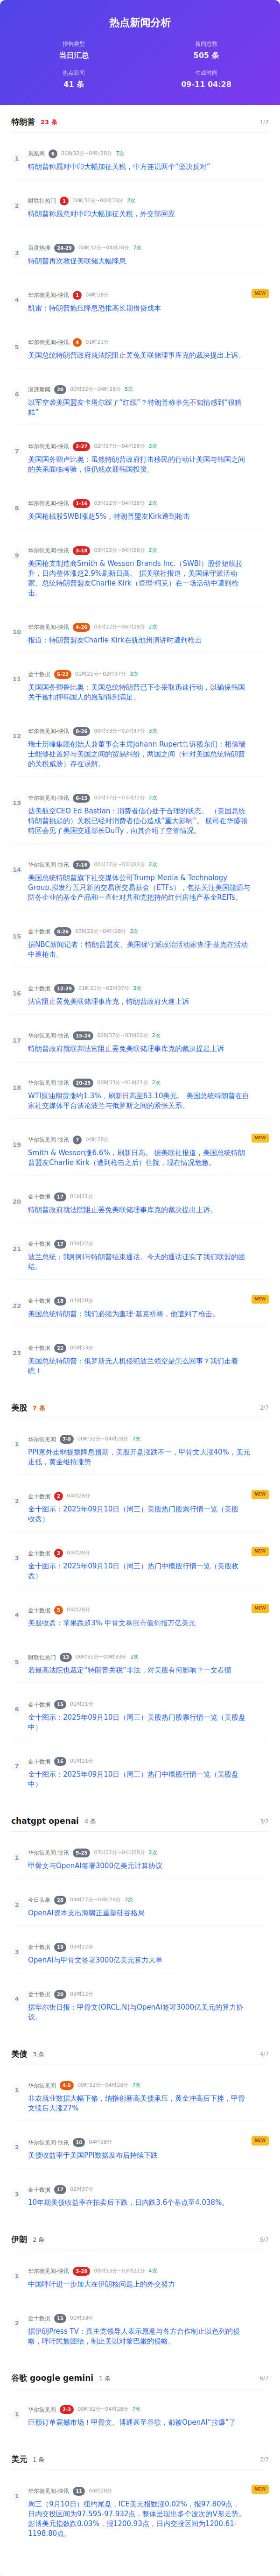 热点新闻分析
报告类型
当日汇总
新闻总数
505 条
热点新闻
41 条
生成时间
09-11 04:28
特朗普 23 条 1/7
1
凤凰网 6 00时32分~04时28分 7次
特朗普称愿对中印大幅加征关税，中方连说两个“坚决反对”
2
财联社热门 1 00时32分~00时33分 2次
特朗普愿意对中印大幅加征关税，外交部回应
3
百度热搜 24-29 00时32分~04时28分 7次
特朗普再次敦促美联储大幅降息
4
华尔街见闻-快讯 1 04时28分
NEW
凯雷：特朗普施压降息恐推高长期借贷成本
5
华尔街见闻-快讯 4 01时21分
美国总统特朗普政府就法院阻止罢免美联储理事库克的裁决提出上诉。
6
澎湃新闻 20 00时32分~04时28分 5次
以军空袭美国盟友卡塔尔踩了“红线”？特朗普称事先不知情感到“很糟
糕”
7
华尔街见闻-快讯 2-27 02时37分~04时28分 3次
美国国务卿卢比奥：虽然特朗普政府打击移民的行动让美国与韩国之间
的关系面临考验，但仍然欢迎韩国投资。
8
华尔街见闻-快讯 1-16 03时22分~04时28分 2次
美国枪械股SWBI涨超5%，特朗普盟友Kirk遭到枪击
9
华尔街见闻-快讯 3-18 03时22分~04时28分 2次
美国枪支制造商Smith & Wesson Brands Inc.（SWBI）股价短线拉
升，日内整体涨超2.9%刷新日高。 据美联社报道，美国保守派活动
家、总统特朗普盟友Charlie Kirk（查理·柯克）在一场活动中遭到枪
击。
10
华尔街见闻-快讯 4-20 03时22分~04时28分 2次
报道：特朗普盟友Charlie Kirk在犹他州演讲时遭到枪击
11
金十数据 5-22 01时21分~02时37分 2次
美国国务卿鲁比奥：美国总统特朗普已下令采取迅速行动，以确保韩国
关于被扣押韩国人的愿望得到满足。
12
华尔街见闻-快讯 8-26 00时33分~02时37分 3次
瑞士历峰集团创始人兼董事会主席Johann Rupert告诉股东们：相信瑞
士能够处置好与美国之间的贸易纠纷，两国之间（针对美国总统特朗普
的关税威胁）存在误解。
13
华尔街见闻-快讯 6-15 02时37分~03时22分 2次
达美航空CEO Ed Bastian：消费者信心处于合理的状态。 （美国总统
特朗普挑起的）关税已经对消费者信心造成“重大影响”。 航司在华盛顿
特区会见了美国交通部长Duffy，向其介绍了空管情况。
14
华尔街见闻-快讯 7-16 02时37分~03时22分 2次
美国总统特朗普旗下社交媒体公司Trump Media & Technology
Group.拟发行五只新的交易所交易基金（ETFs），包括关注美国能源与
防务企业的基金产品和一直针对共和党把持的红州房地产基金REITs。
15
金十数据 8-26 03时22分~04时28分 2次
据NBC新闻记者：特朗普盟友、美国保守派政治活动家查理·基克在活动
中遭枪击。
16
金十数据 12-29 01时21分~02时37分 2次
法官阻止罢免美联储理事库克，特朗普政府火速上诉
17
华尔街见闻-快讯 15-24 02时37分~03时22分 2次
特朗普政府就联邦法官阻止罢免美联储理事库克的裁决提起上诉
18
华尔街见闻-快讯 20-25 00时33分~01时21分 2次
WTI原油期货涨约1.3%，刷新日高至63.10美元。 美国总统特朗普在自
家社交媒体平台谈论波兰与俄罗斯之间的紧张关系。
19
华尔街见闻-快讯 7 04时28分
NEW
Smith & Wesson涨6.6%，刷新日高。 据美联社报道，美国总统特朗
普盟友Charlie Kirk（遭到枪击之后）住院，现在情况危急。
20
金十数据 17 01时21分
特朗普政府就法院阻止罢免美联储理事库克的裁决提出上诉。
21
金十数据 17 03时22分
波兰总统：我刚刚与特朗普结束通话。今天的通话证实了我们联盟的团
结。
22
金十数据 18 04时28分
NEW
美国总统特朗普：我们必须为查理·基克祈祷，他遭到了枪击。
23
金十数据 22 00时33分
美国总统特朗普：俄罗斯无人机侵犯波兰领空是怎么回事？我们走着
瞧！
美股 7 条 2/7
1
华尔街见闻 7-9 00时32分~04时28分 7次
PPI意外走弱提振降息预期，美股开盘涨跌不一，甲骨文大涨40%，美元
走低，黄金维持涨势
2
金十数据 2 04时28分
NEW
金十图示：2025年09月10日（周三）美股热门股票行情一览（美股
收盘）
3
金十数据 3 04时28分
NEW
金十图示：2025年09月10日（周三）热门中概股行情一览（美股收
盘）
4
金十数据 5 04时28分
NEW
美股收盘：苹果跌超3% 甲骨文暴涨市值剑指万亿美元
5
财联社热门 13 00时32分~00时33分 2次
若最高法院也裁定“特朗普关税”非法，对美股有何影响？一文看懂
6
金十数据 15 01时21分
金十图示：2025年09月10日（周三）美股热门股票行情一览（美股盘
中）
7
金十数据 16 01时21分
金十图示：2025年09月10日（周三）热门中概股行情一览（美股盘
中）
chatgpt openai 4 条 3/7
1
华尔街见闻-快讯 9-25 03时22分~04时28分 2次
甲骨文与OpenAI签署3000亿美元计算协议
2
今日头条 28 04时27分~04时28分 2次
OpenAI资本支出海啸正重塑硅谷格局
3
金十数据 19 03时22分
OpenAI与甲骨文签署3000亿美元算力大单
4
金十数据 20 03时22分
据华尔街日报：甲骨文(ORCL.N)与OpenAI签署3000亿美元的算力协
议。
美债 3 条 4/7
1
华尔街见闻 4-5 00时32分~04时28分 7次
非农就业数据大幅下修，纳指创新高美债承压，黄金冲高后下挫，甲骨
文绩后大涨27%
2
华尔街见闻-快讯 10 04时28分
NEW
美债收益率于美国PPI数据发布后持续下跌
3
金十数据 17 02时37分
10年期美债收益率在拍卖后下跌，日内跌3.6个基点至4.038%。
伊朗 2 条 5/7
1
华尔街见闻-快讯 3-29 00时33分~03时22分 4次
中国呼吁进一步加大在伊朗核问题上的外交努力
2
金十数据 15 00时33分
据伊朗Press TV：真主党领导人表示愿意与各方合作制止以色列的侵
略，呼吁民族团结，制止美以对黎巴嫩的侵略。
谷歌 google gemini 1 条 6/7
1
华尔街见闻 2-3 00时32分~04时28分 7次
巨额订单震撼市场！甲骨文、博通甚至谷歌，都被OpenAI“拉爆”了
美元 1 条 7/7
1
华尔街见闻-快讯 11 04时28分
NEW
周三（9月10日）纽约尾盘，ICE美元指数涨0.02%，报97.809点，
日内交投区间为97.595-97.932点，整体呈现出多个波次的V形走势。
彭博美元指数跌0.03%，报1200.93点，日内交投区间为1200.61-
1198.80点。